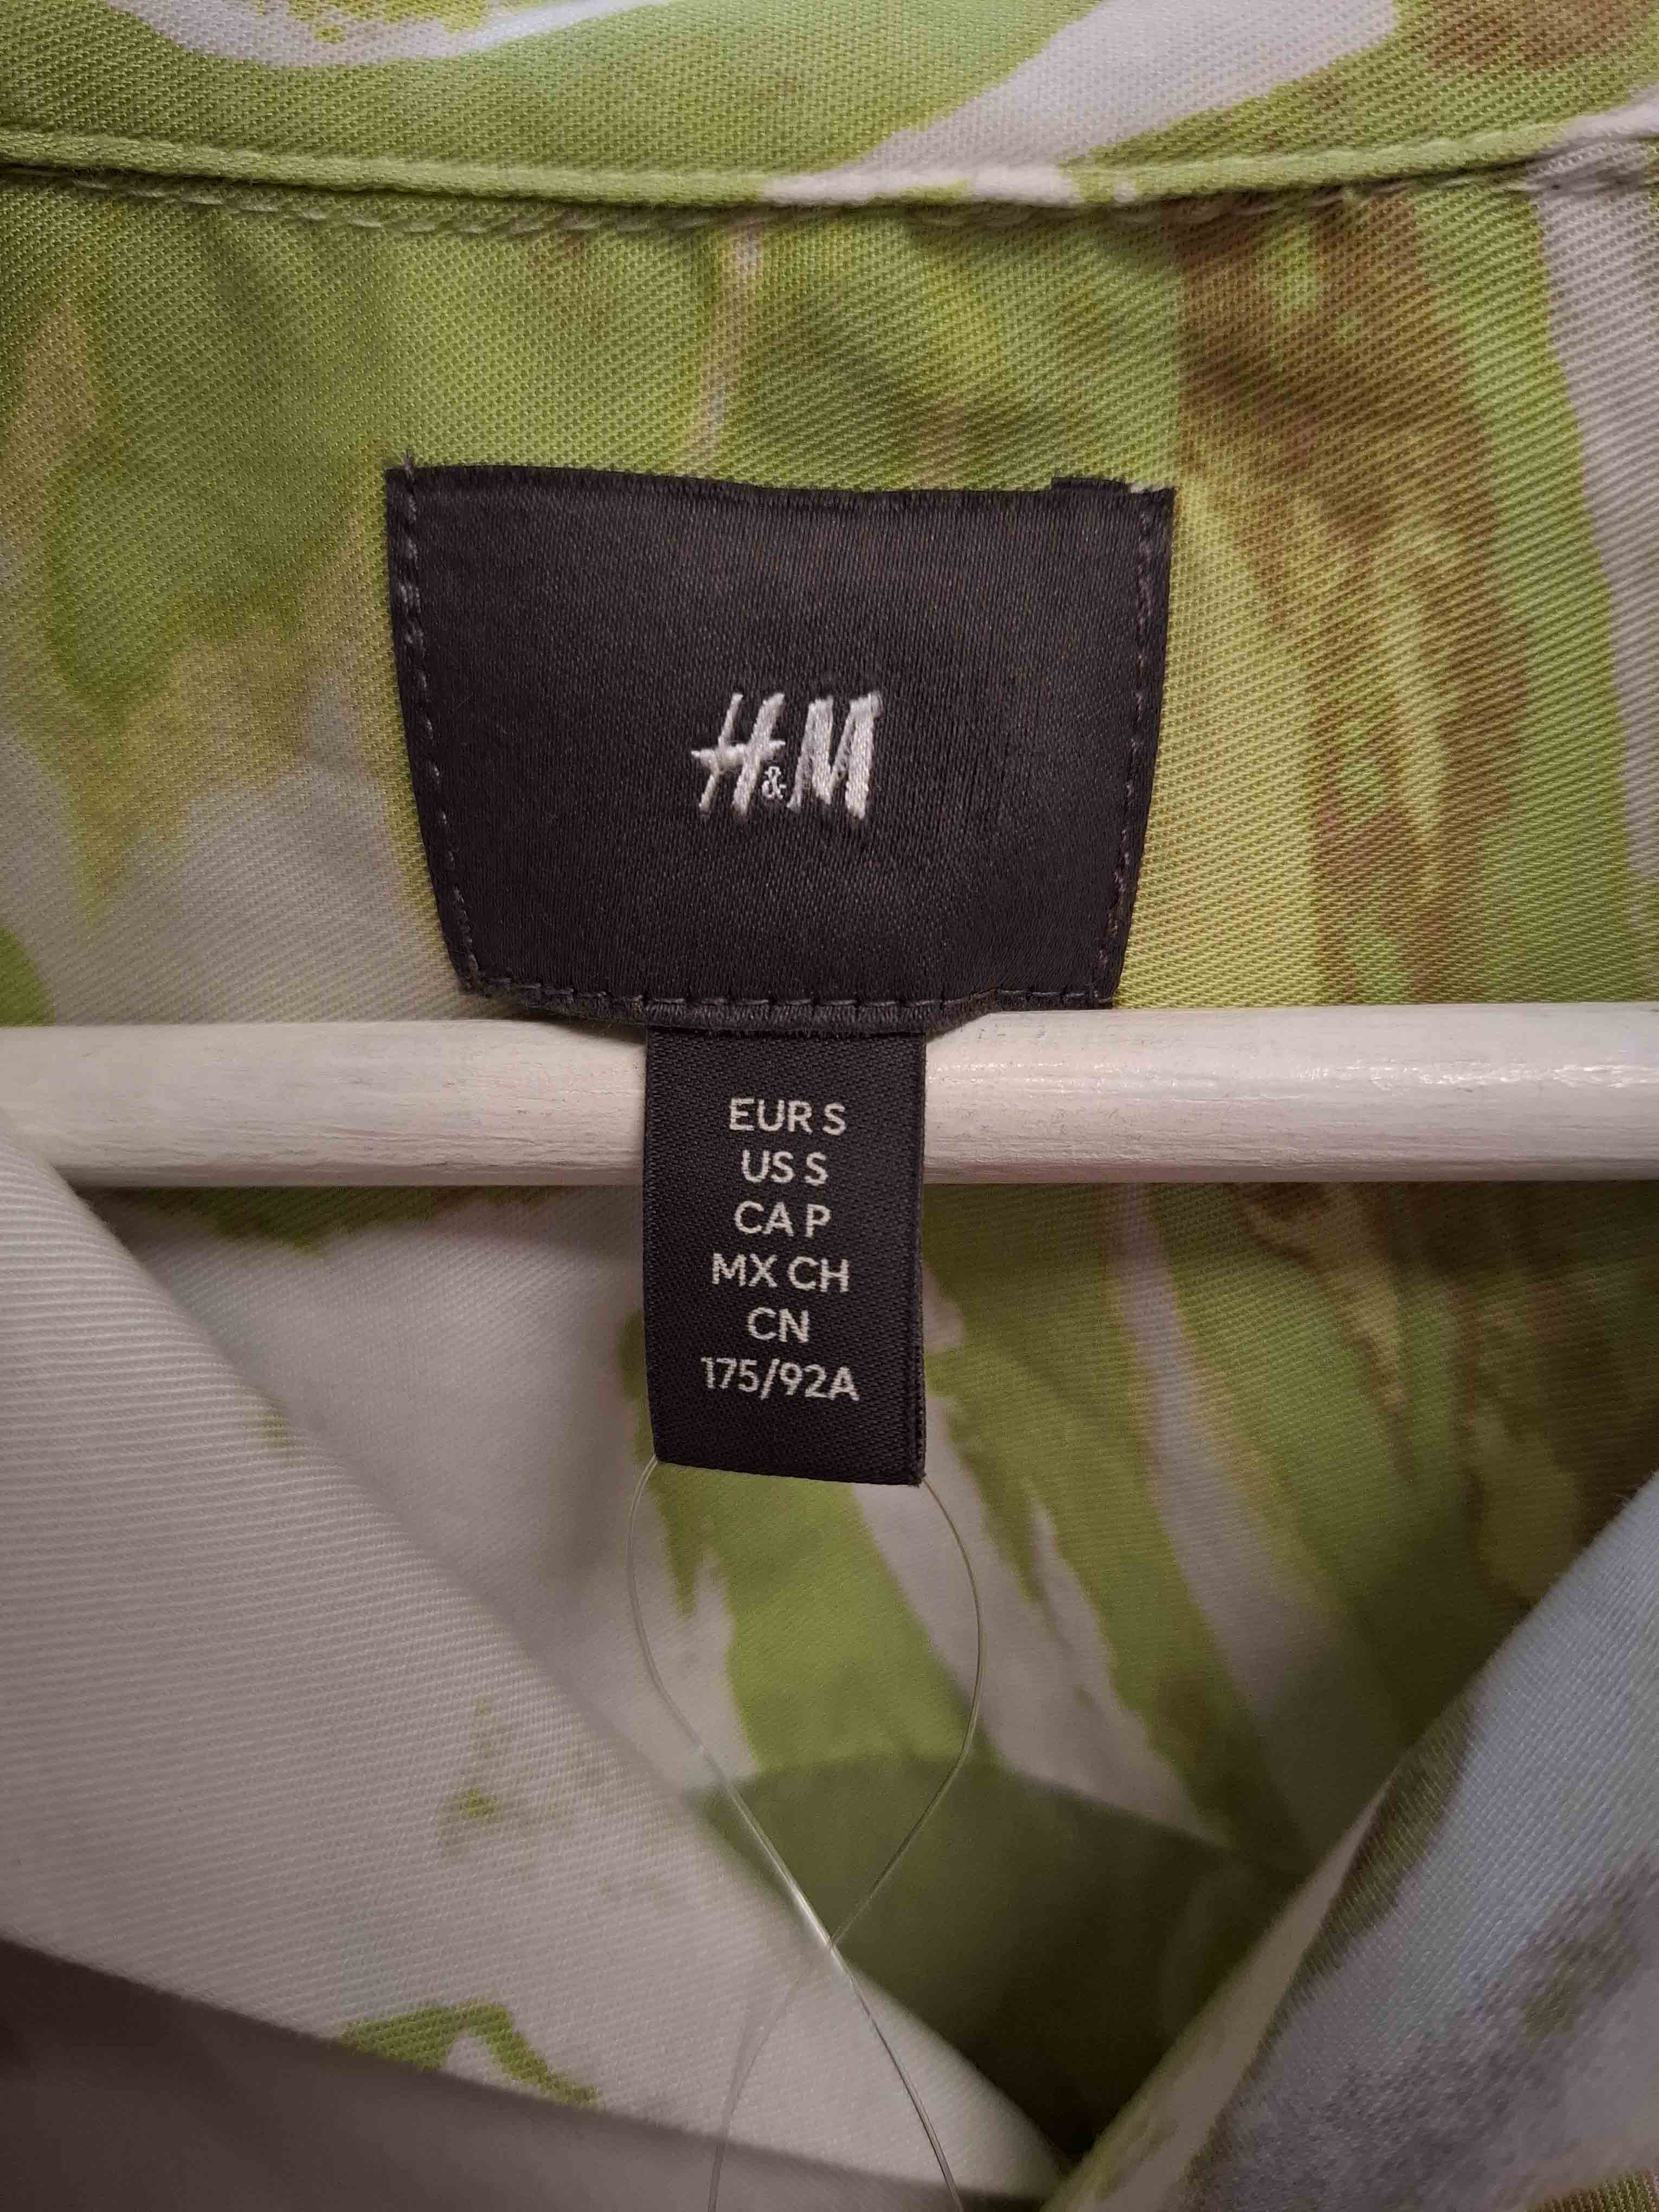 H&M
EUR S
US S
CA P
MX CH
CN
175/92A